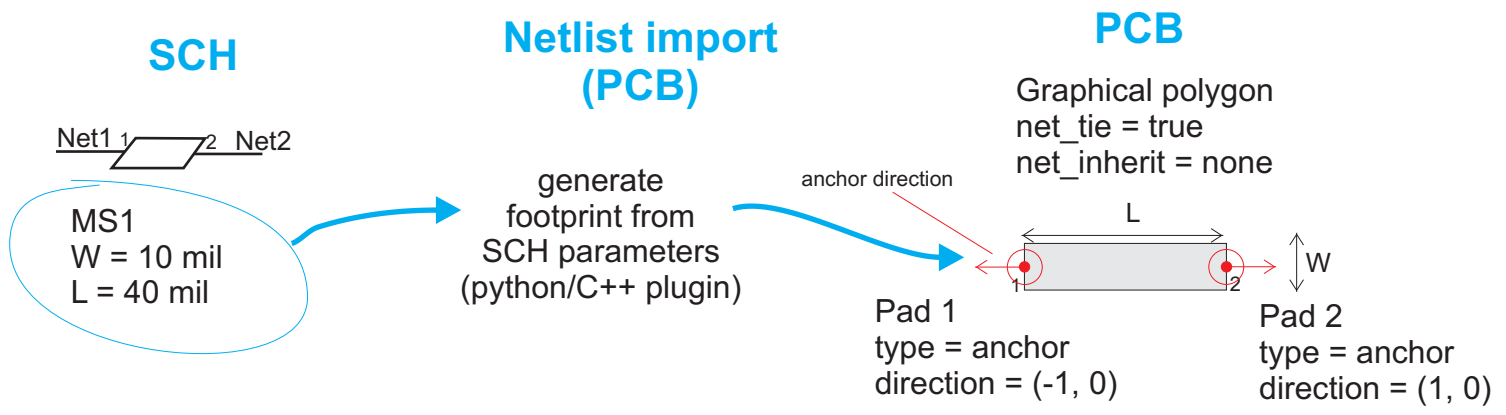 SCH
Net1 1 2 Net2
MS1
W = 10 mil
L = 40 mil
Netlist import
(PCB)
generate
footprint from
SCH parameters
(python/C++ plugin)
PCB
Graphical polygon
net_tie = true
net_inherit = none
anchor direction
L
W
1
2
Pad 1
type = anchor
direction = (-1, 0)
Pad 2
type = anchor
direction = (1, 0)